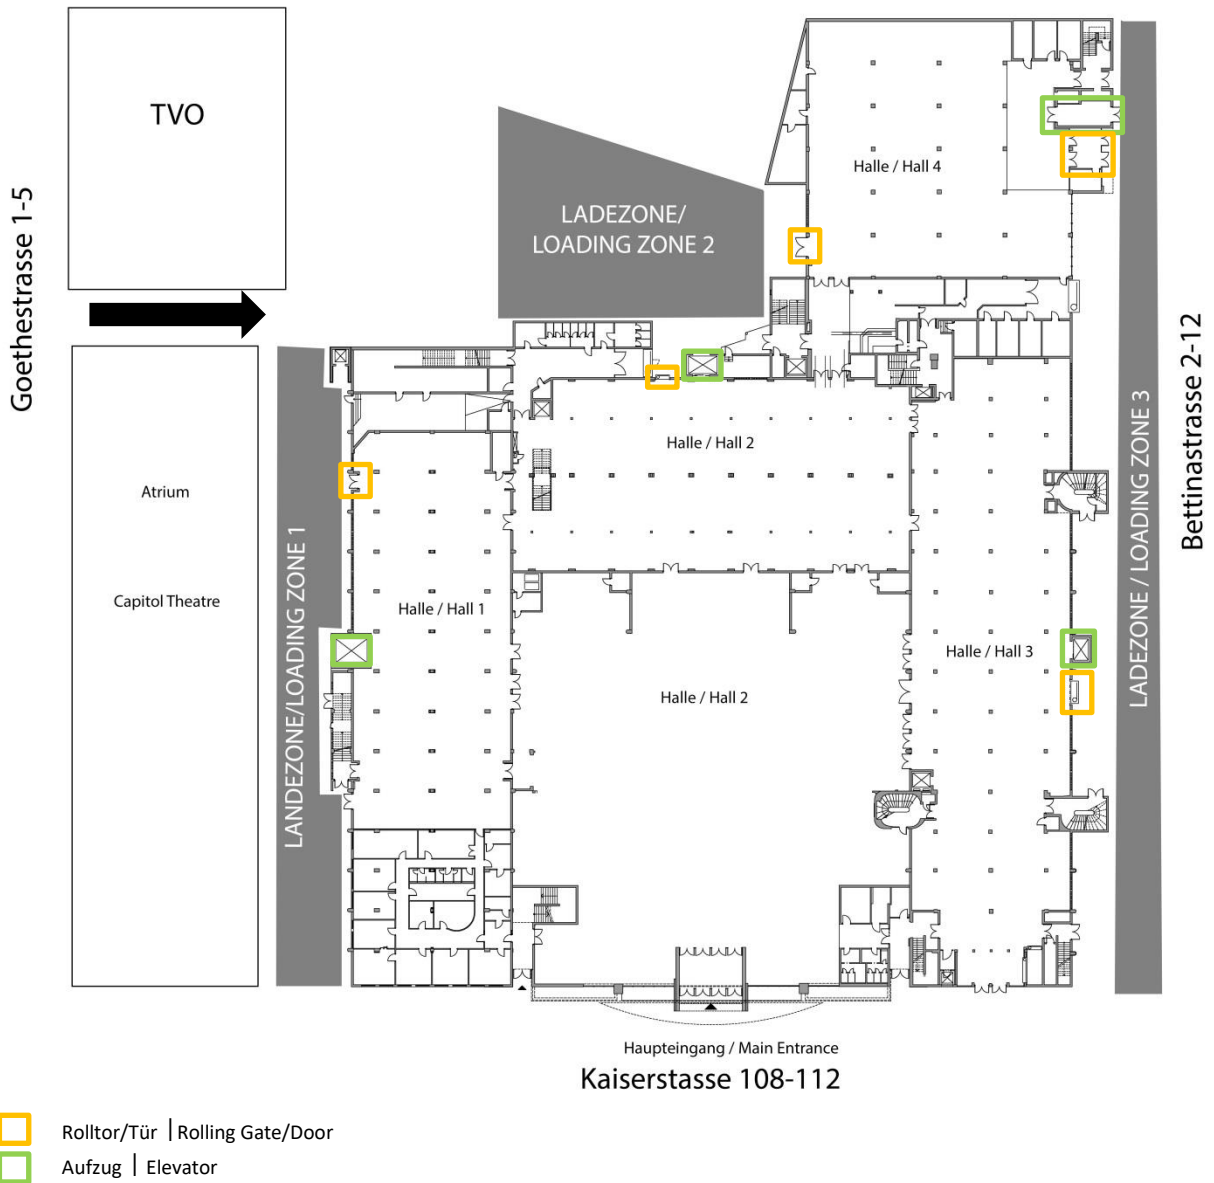 TVO
Goethestrasse 1-5
LADEZONE/
LOADING ZONE 2
Halle / Hall 4
Bettinastrasse 2-12
Halle / Hall 2
Atrium
Capitol Theatre
LANDEZONE/LOADING ZONE 1
Halle / Hall 1
Halle / Hall 2
Halle / Hall 3
LADEZONE / LOADING ZONE 3
Haupteingang / Main Entrance
Kaiserstasse 108-112
Rolltor/Tür | Rolling Gate/Door
Aufzug | Elevator